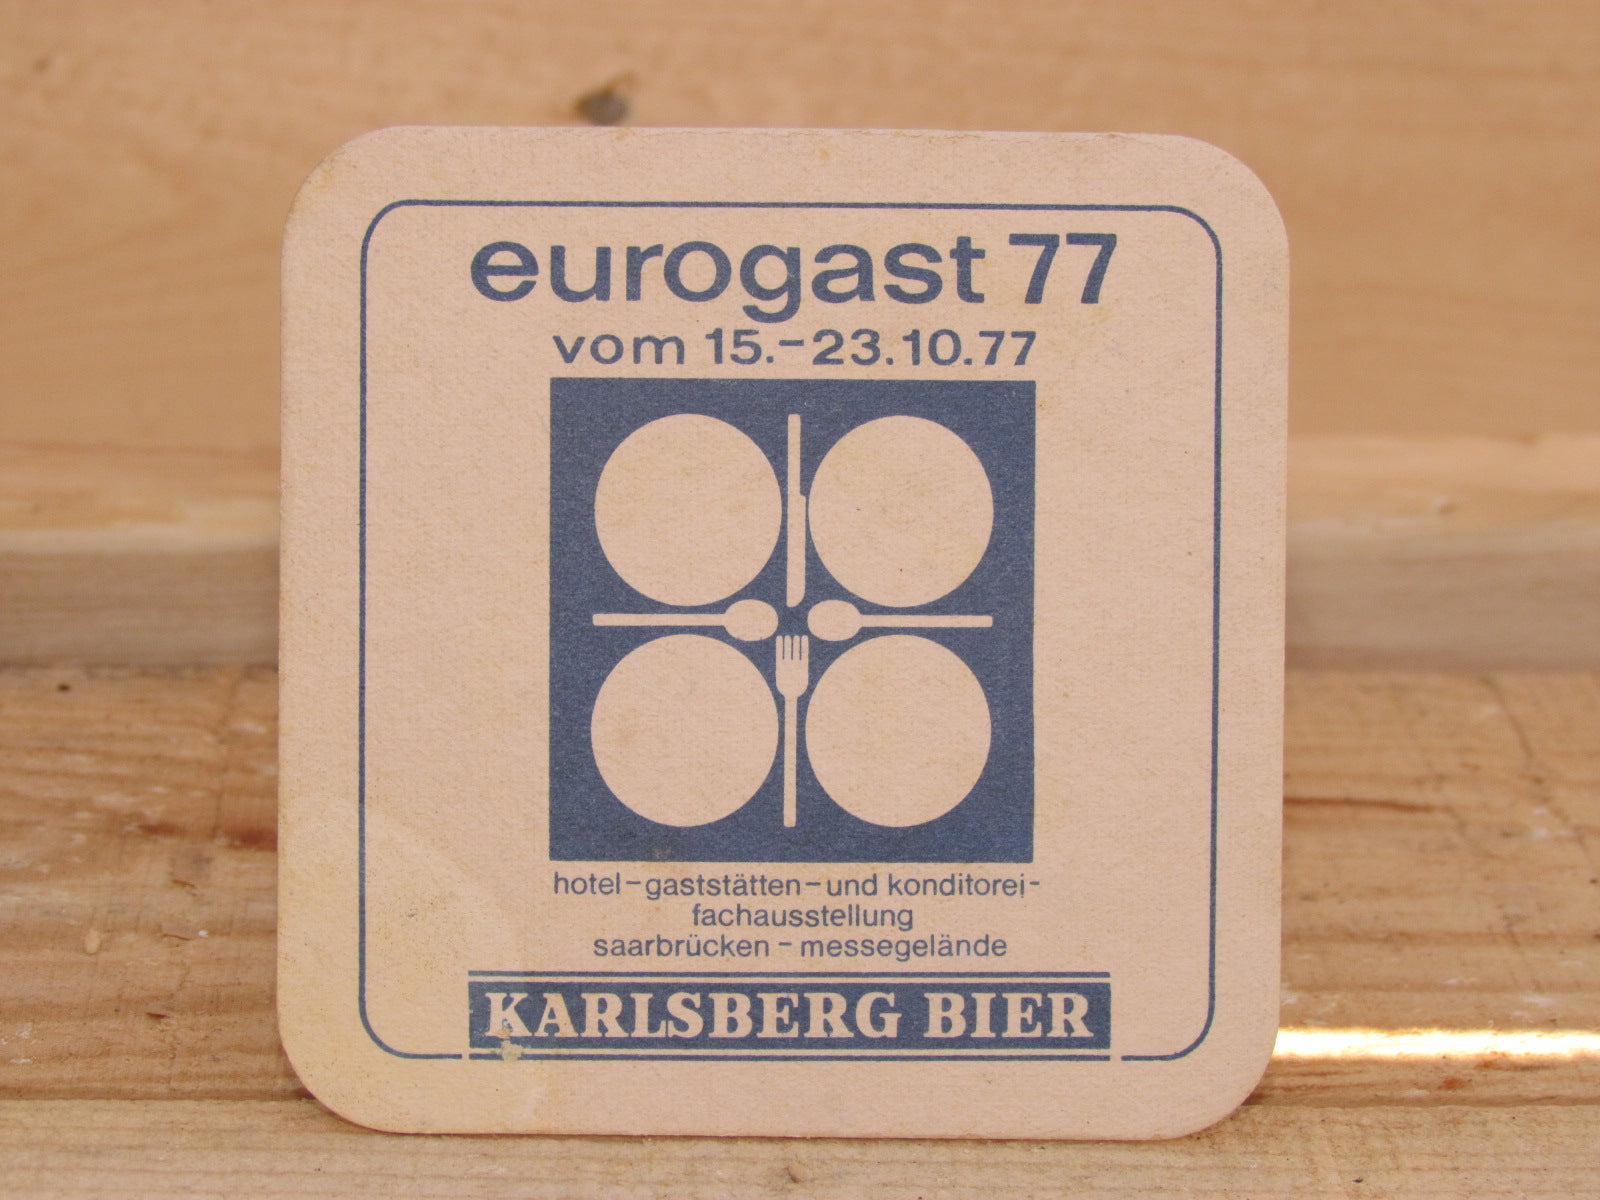 eurogast 77
vom 15.-23.10.77
hotel-gaststätten-und konditorei-
fachausstellung
saarbrücken - messegelände
KARLSBERG BIER